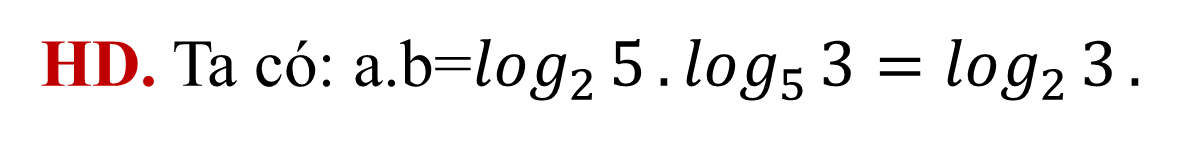 HD. Ta có: a.b=log₂ 5 . log₅ 3 = log₂ 3 .